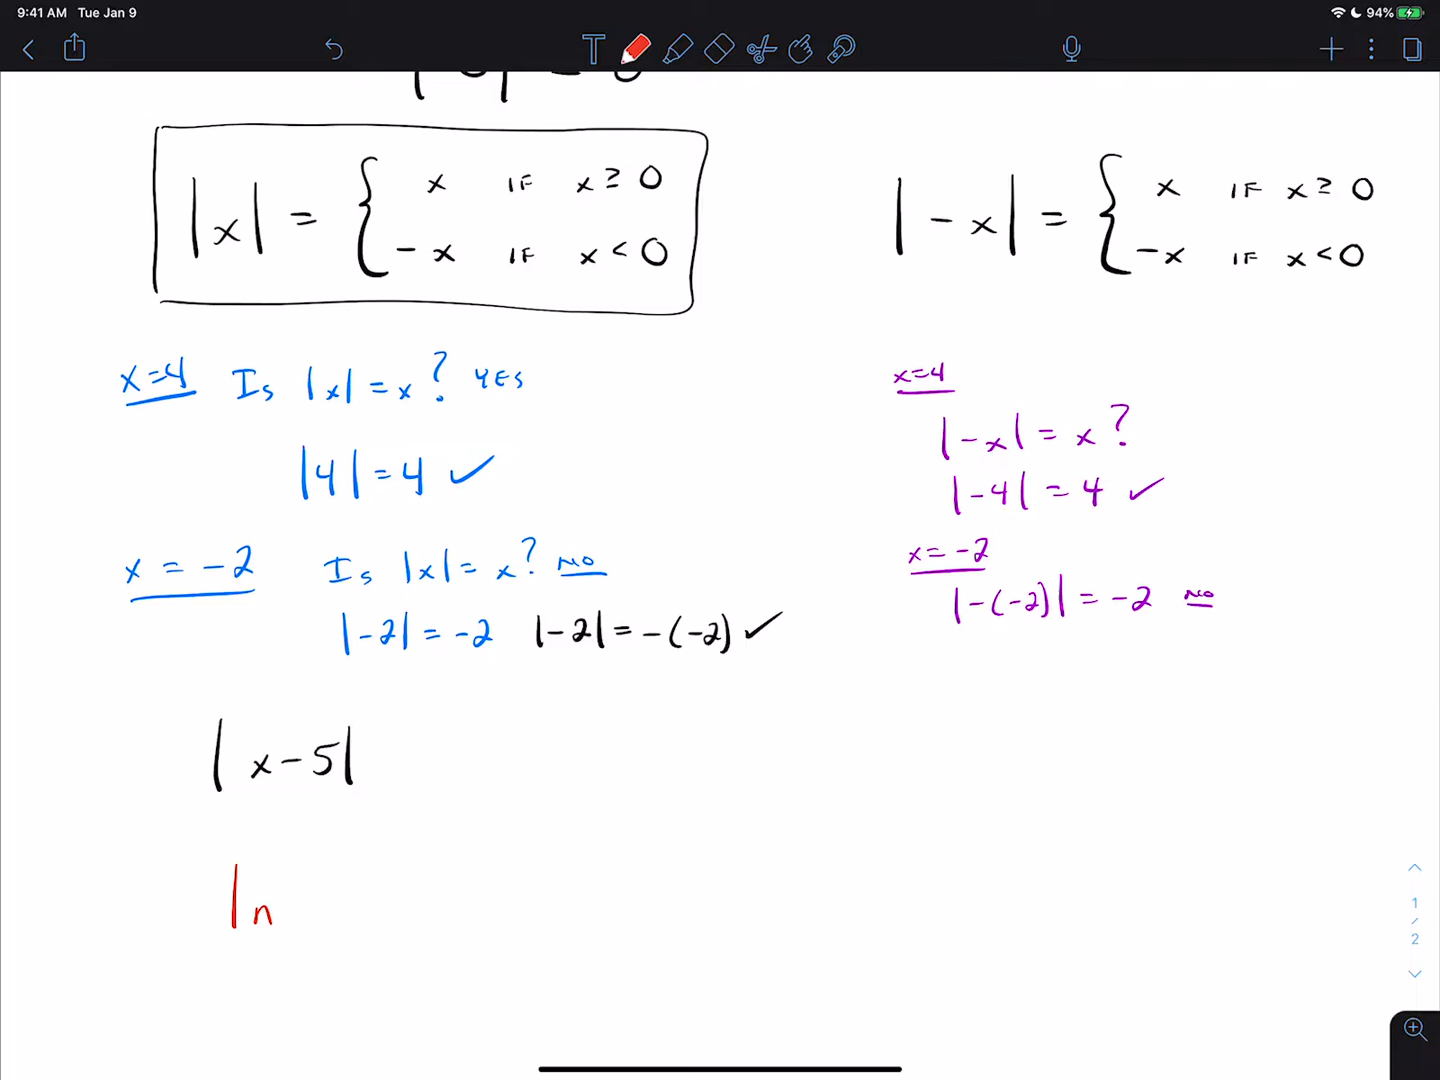 9:41 AM Tue Jan 9
94%
T
|x| = { x IF x ≥ 0
-x IF x < 0
|-x| = { x IF x ≥ 0
-x IF x < 0
x=4 Is |x| = x? YES
|4| = 4 ✓
x = -2 Is |x| = x? NO
|-2| = -2 |-2| = -(-2) ✓
x=4
|-x| = x?
|-4| = 4 ✓
x = -2
|-(-2)| = -2 NO
|x-5|
|n
1
/
2